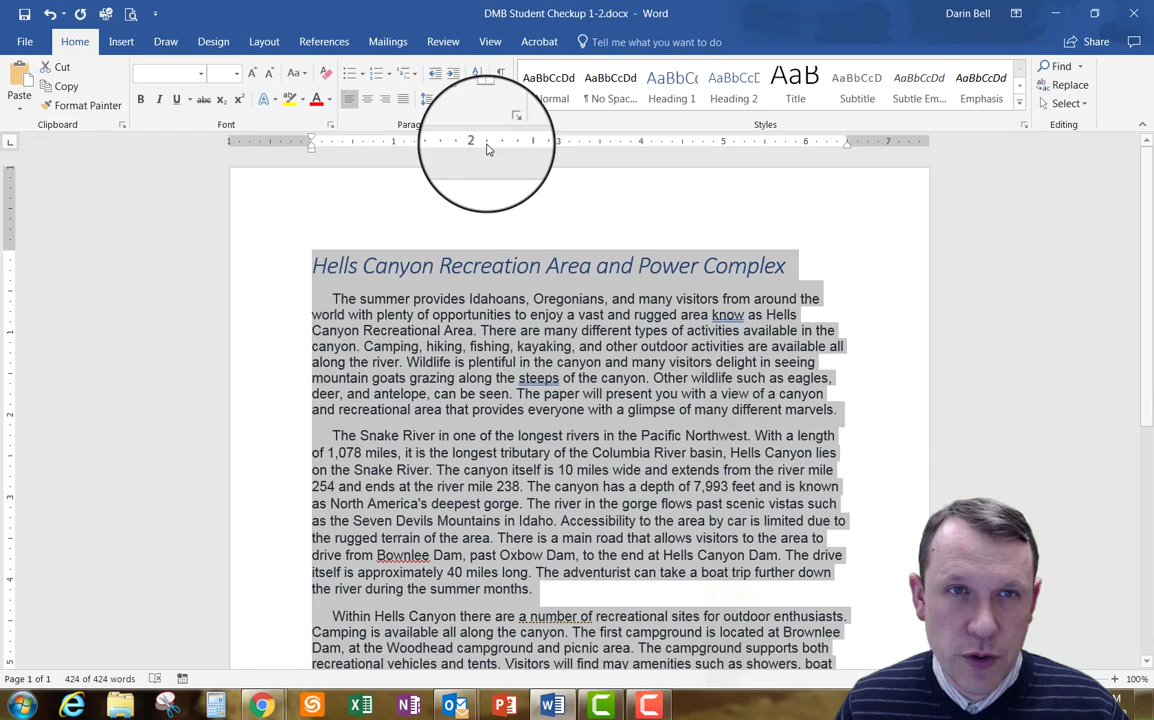 DMB Student Checkup 1-2.docx - Word
Darin Bell
File Home Insert Draw Design Layout References Mailings Review View Acrobat Tell me what you want to do
Share
Paste
Cut
Copy
Format Painter
Aa
B I U abc x₂ x² A A
AaBbCcDd AaBbCcDd AaBbCcD AaBbCcD AaB AaBbCcD AaBbCcDd AaBbCcDd
Normal ¶ No Spac... Heading 1 Heading 2 Title Subtitle Subtle Em... Emphasis
Find
Replace
Select
Clipboard Font Parag Styles Editing
1 1 2 3 4 5 6 7
Hells Canyon Recreation Area and Power Complex
The summer provides Idahoans, Oregonians, and many visitors from around the
world with plenty of opportunities to enjoy a vast and rugged area know as Hells
Canyon Recreational Area. There are many different types of activities available in the
canyon. Camping, hiking, fishing, kayaking, and other outdoor activities are available all
along the river. Wildlife is plentiful in the canyon and many visitors delight in seeing
mountain goats grazing along the steeps of the canyon. Other wildlife such as eagles,
deer, and antelope, can be seen. The paper will present you with a view of a canyon
and recreational area that provides everyone with a glimpse of many different marvels.
The Snake River in one of the longest rivers in the Pacific Northwest. With a length
of 1,078 miles, it is the longest tributary of the Columbia River basin, Hells Canyon lies
on the Snake River. The canyon itself is 10 miles wide and extends from the river mile
254 and ends at the river mile 238. The canyon has a depth of 7,993 feet and is known
as North America's deepest gorge. The river in the gorge flows past scenic vistas such
as the Seven Devils Mountains in Idaho. Accessibility to the area by car is limited due to
the rugged terrain of the area. There is a main road that allows visitors to the area to
drive from Bownlee Dam, past Oxbow Dam, to the end at Hells Canyon Dam. The drive
itself is approximately 40 miles long. The adventurist can take a boat trip further down
the river during the summer months.
Within Hells Canyon there are a number of recreational sites for outdoor enthusiasts.
Camping is available all along the canyon. The first campground is located at Brownlee
Dam, at the Woodhead campground and picnic area. The campground supports both
recreational vehicles and tents. Visitors will find may amenities such as showers, boat
Page 1 of 1 424 of 424 words
100%